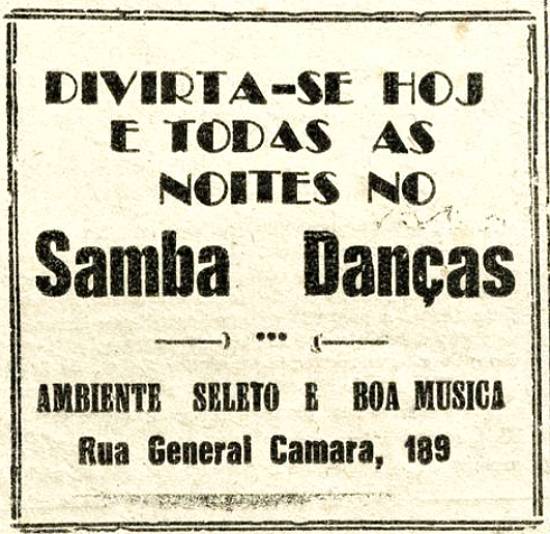 DIVIRTA-SE HOJ
E TODAS AS
NOITES NO
Samba Danças
AMBIENTE SELETO E BOA MUSICA
Rua General Camara, 189